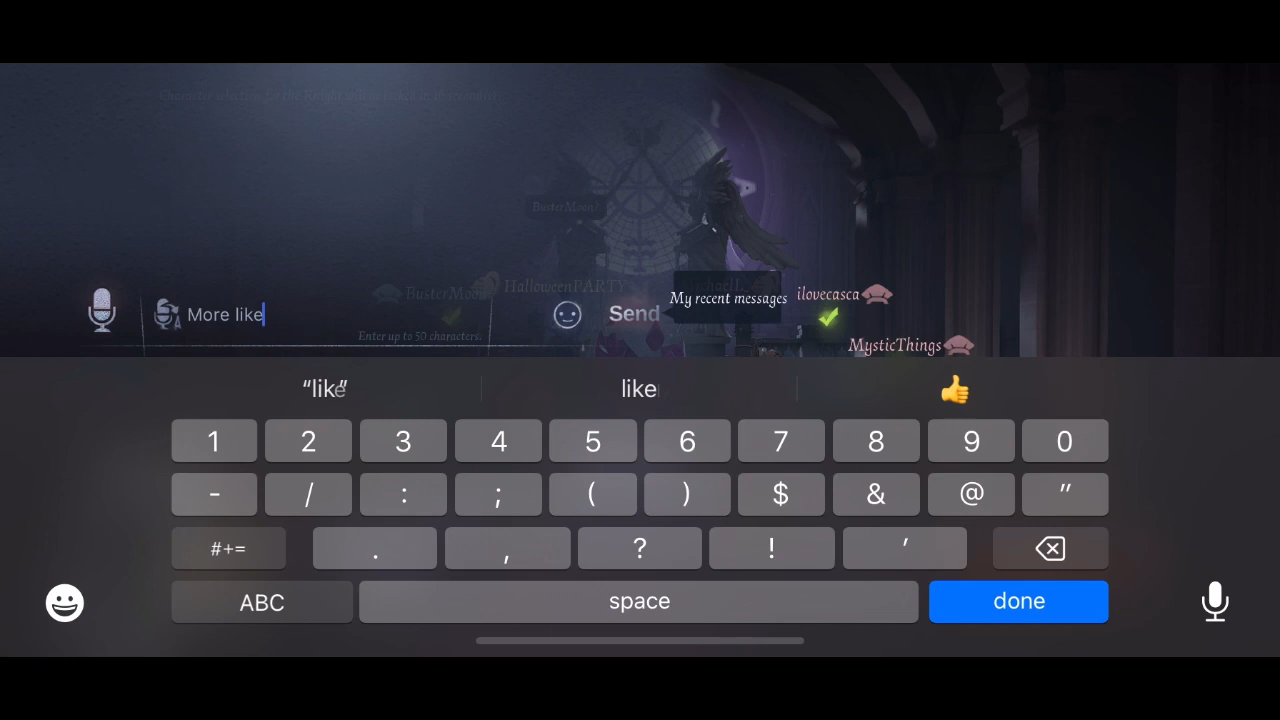 BusterMoon?
BusterMoon
HalloweenPARTY
More like
Send
My recent messages
ilovecasca
Enter up to 50 characters.
MysticThings
“like”
like
👍
1 2 3 4 5 6 7 8 9 0
- / : ; ( ) $ & @ "
#+= . , ? ! '
ABC space done